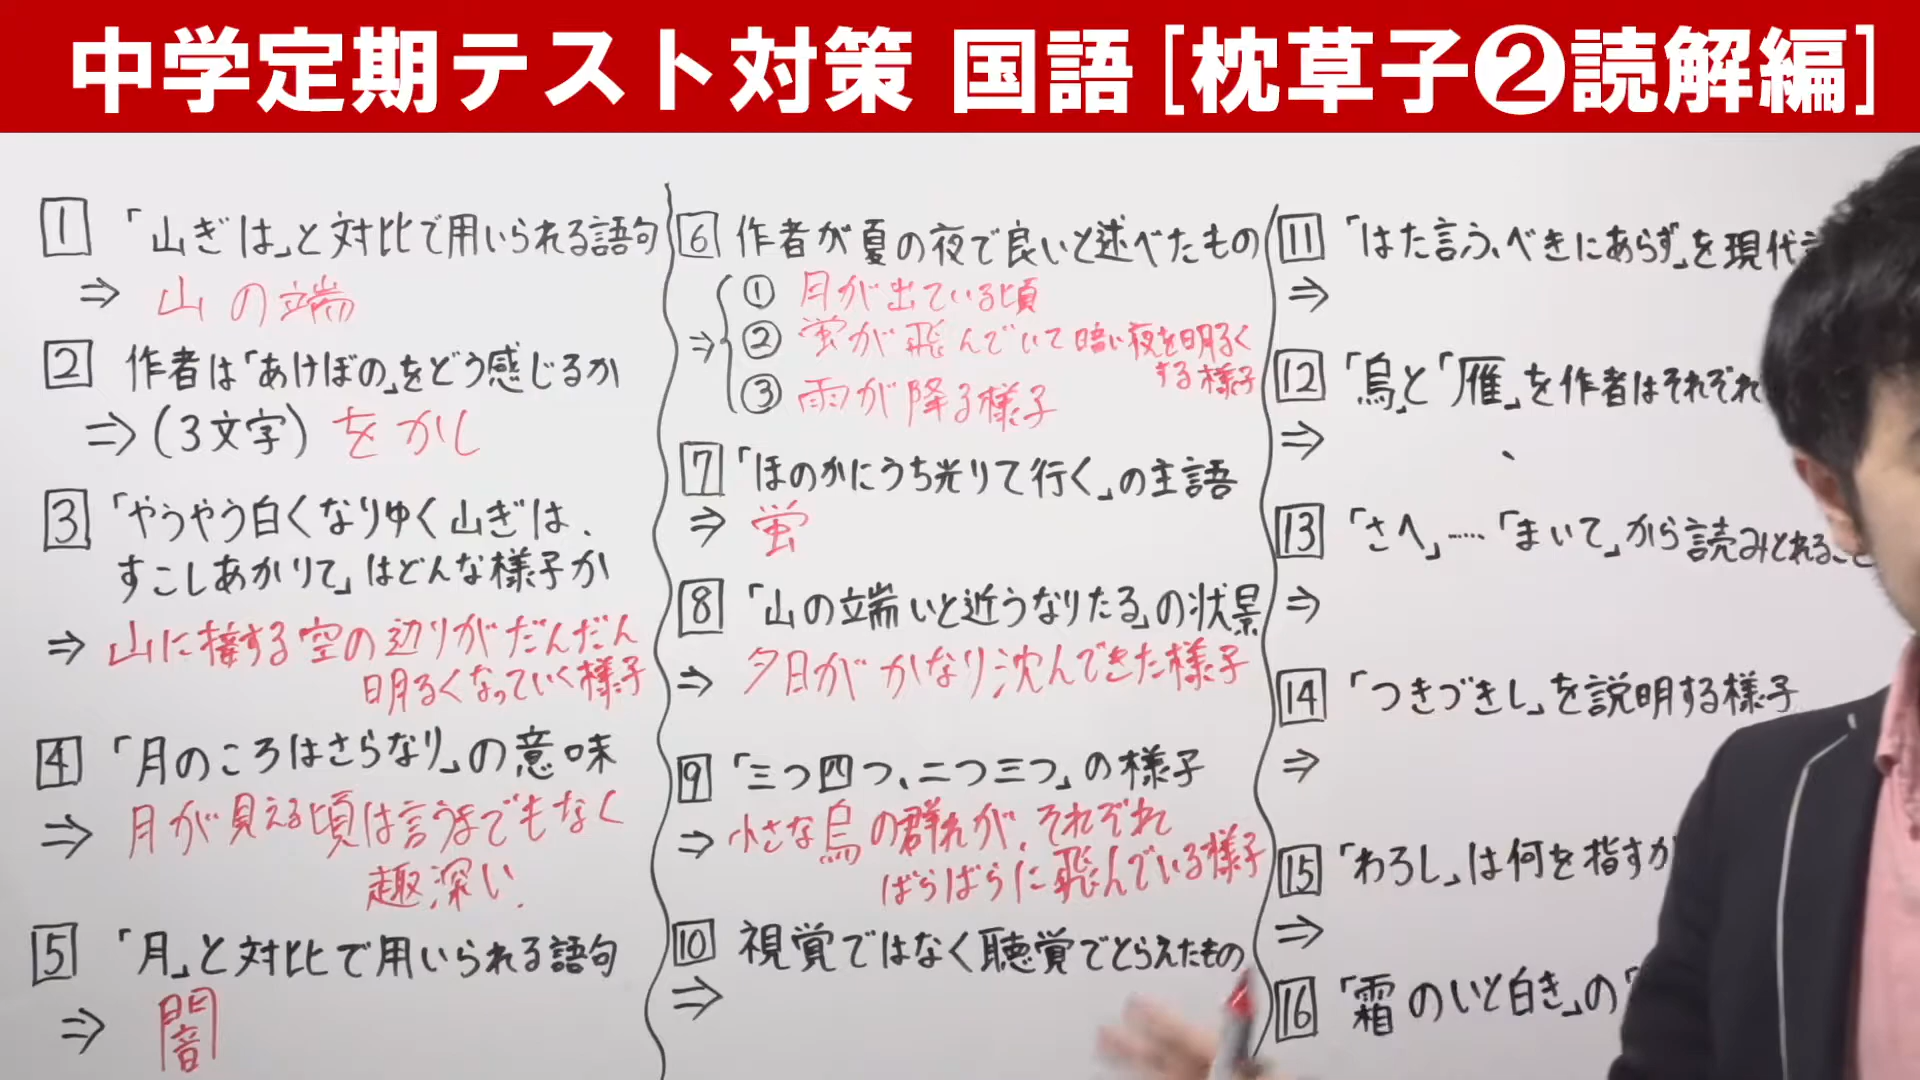 中学定期テスト対策 国語[枕草子❷読解編]
1 「山ぎは」と対比で用いられる語句
⇒ 山の端
2 作者は「あけぼの」をどう感じるか
⇒(3文字) をかし
3 「やうやう白くなりゆく山ぎは、
すこしあかりて」はどんな様子か
⇒ 山に接する空の辺りがだんだん
明るくなっていく様子
4 「月のころはさらなり」の意味
⇒ 月が見える頃は言うまでもなく
趣深い.
5 「月」と対比で用いられる語句
⇒ 闇
6 作者が夏の夜で良いと述べたもの
⇒ ① 月が出ている頃
② 蛍が飛んでいて暗い夜を明るく
する様子
③ 雨が降る様子
7 「ほのかにうち光りて行く」の主語
⇒ 蛍
8 「山の端いと近うなりたる」の状景
⇒ 夕日がかなり沈んできた様子
9 「三つ四つ、二つ三つ」の様子
⇒ 小さな烏の群れが、それぞれ
ばらばらに飛んでいる様子
10 視覚ではなく聴覚でとらえたもの
⇒
11 「はた言ふべきにあらず」を現代
⇒
12 「烏」と「雁」を作者はそれぞれ
⇒
13 「さへ」……「まいて」から読みとれること
⇒
14 「つきづきし」を説明する様子
⇒
15 「わろし」は何を指すか
⇒
16 「霜のいと白き」の「